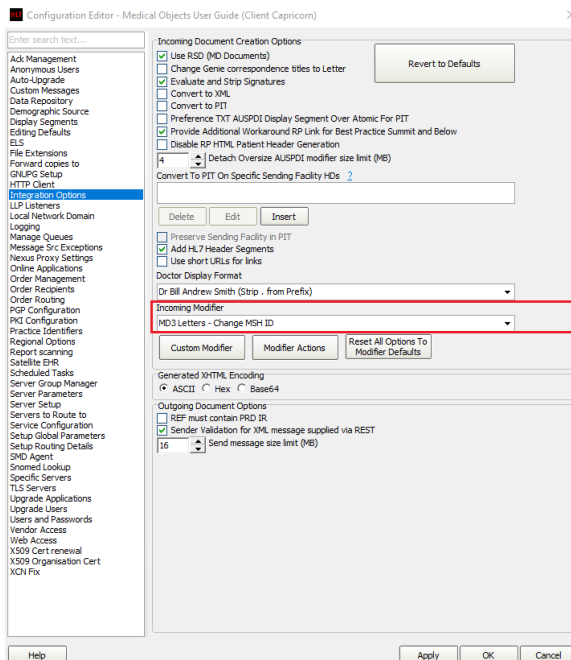 HL7 Configuration Editor - Medical Objects User Guide (Client Capricorn)
Enter search text...
Ack Management
Anonymous Users
Auto-Upgrade
Custom Messages
Data Repository
Demographic Source
Display Segments
Editing Defaults
ELS
File Extensions
Forward copies to
GNUPG Setup
HTTP Client
Integration Options
LLP Listeners
Local Network Domain
Logging
Manage Queues
Message Src Exceptions
Nexus Proxy Settings
Online Applications
Order Management
Order Recipients
Order Routing
PGP Configuration
PKI Configuration
Practice Identifiers
Regional Options
Report scanning
Satellite EHR
Scheduled Tasks
Server Group Manager
Server Parameters
Server Setup
Servers to Route to
Service Configuration
Setup Global Parameters
Setup Routing Details
SMD Agent
Snomed Lookup
Specific Servers
TLS Servers
Upgrade Applications
Upgrade Users
Users and Passwords
Vendor Access
Web Access
X509 Cert renewal
X509 Organisation Cert
XCN Fix
Incoming Document Creation Options
Use RSD (MD Documents)
Change Genie correspondence titles to Letter
Evaluate and Strip Signatures
Convert to XML
Convert to PIT
Revert to Defaults
Preference TXT AUSPDI Display Segment Over Atomic For PIT
Provide Additional Workaround RP Link for Best Practice Summit and Below
Disable RP HTML Patient Header Generation
4 Detach Oversize AUSPDI modifier size limit (MB)
Convert To PIT On Specific Sending Facility HDs ?
Delete Edit Insert
Preserve Sending Facility in PIT
Add HL7 Header Segments
Use short URLs for links
Doctor Display Format
Dr Bill Andrew Smith (Strip . from Prefix)
Incoming Modifier
MD3 Letters - Change MSH ID
Custom Modifier Modifier Actions Reset All Options To
Modifier Defaults
Generated XHTML Encoding
ASCII Hex Base64
Outgoing Document Options
REF must contain PRD IR
Sender Validation for XML message supplied via REST
16 Send message size limit (MB)
Help Apply OK Cancel